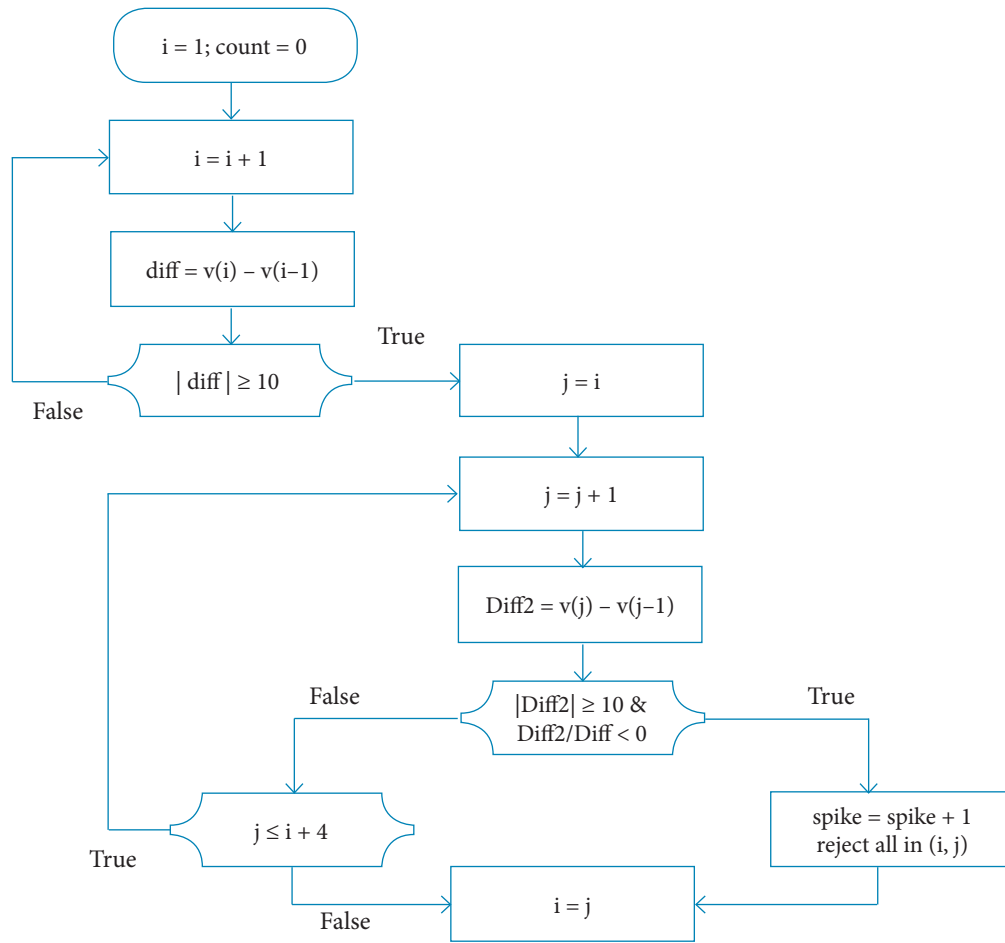 i = 1; count = 0
i = i + 1
diff = v(i) – v(i–1)
| diff | ≥ 10
True
False
j = i
j = j + 1
Diff2 = v(j) – v(j–1)
|Diff2| ≥ 10 &
Diff2/Diff < 0
False
True
j ≤ i + 4
True
False
spike = spike + 1
reject all in (i, j)
i = j